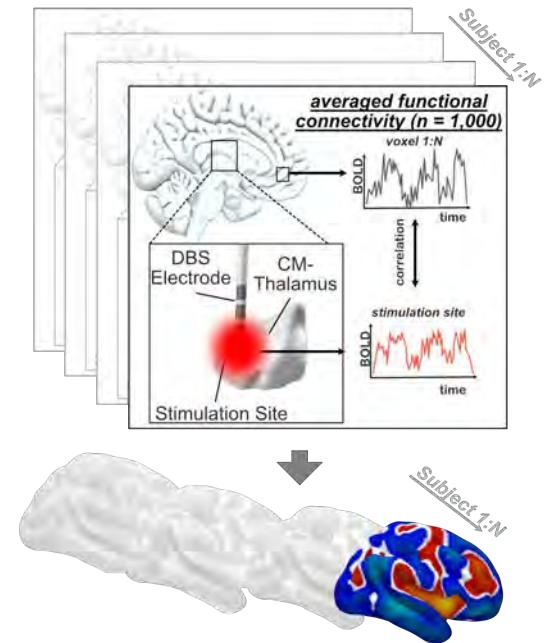 Subject 1:N
averaged functional
connectivity (n = 1,000)
voxel 1:N
BOLD
time
correlation
DBS
Electrode
CM-
Thalamus
stimulation site
BOLD
time
Stimulation Site
Subject 1:N